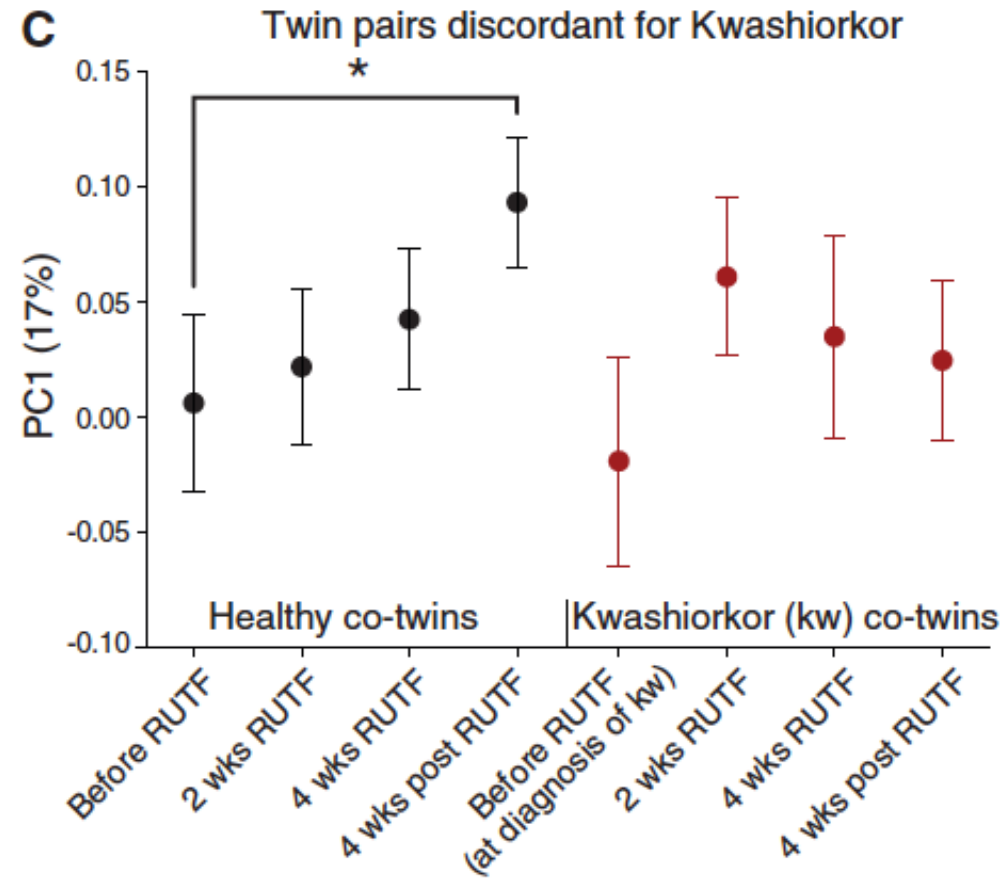 C
Twin pairs discordant for Kwashiorkor
*
0.15
0.10
0.05
0.00
-0.05
-0.10
PC1 (17%)
Healthy co-twins
Kwashiorkor (kw) co-twins
Before RUTF
2 wks RUTF
4 wks RUTF
4 wks post RUTF
Before RUTF
(at diagnosis of kw)
2 wks RUTF
4 wks RUTF
4 wks post RUTF